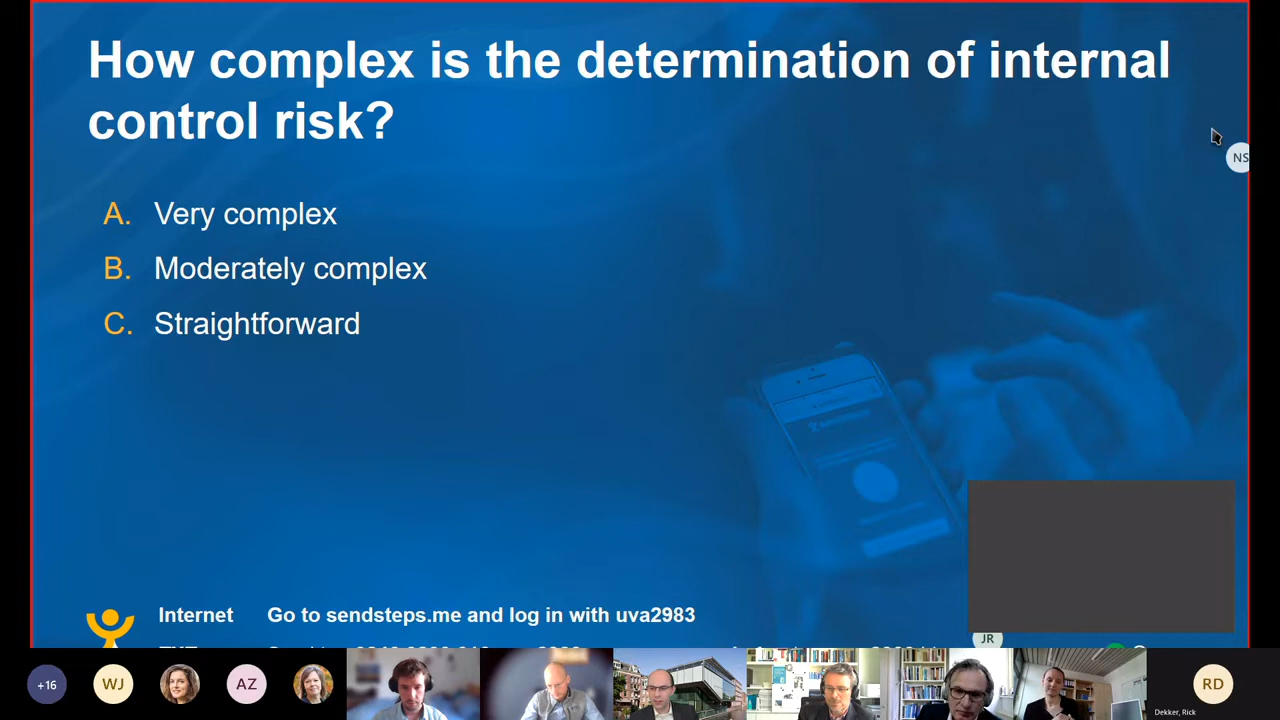 How complex is the determination of internal
control risk?
A. Very complex
B. Moderately complex
C. Straightforward
NS
Internet Go to sendsteps.me and log in with uva2983
JR
+16
WJ
AZ
RD
Dekker, Rick